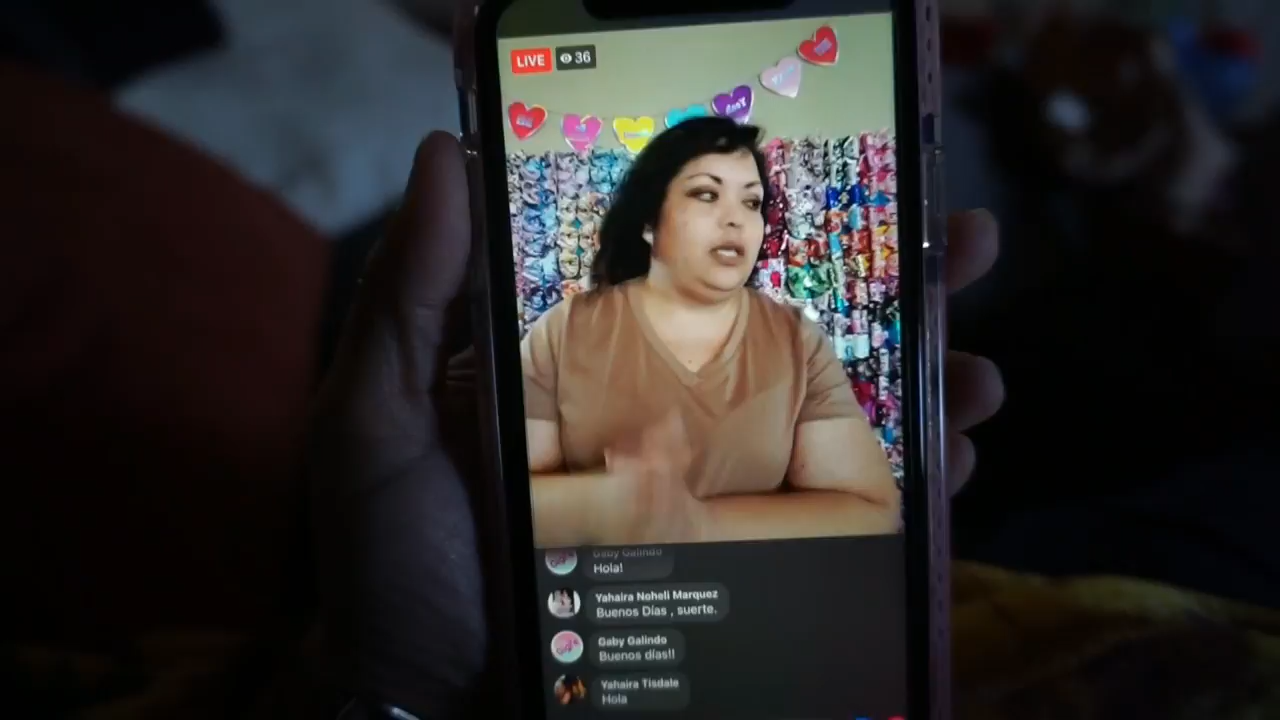 LIVE 36
Gaby Galindo
Hola!
Yahaira Noheli Marquez
Buenos Días , suerte.
Gaby Galindo
Buenos días!!
Yahaira Tisdale
Hola